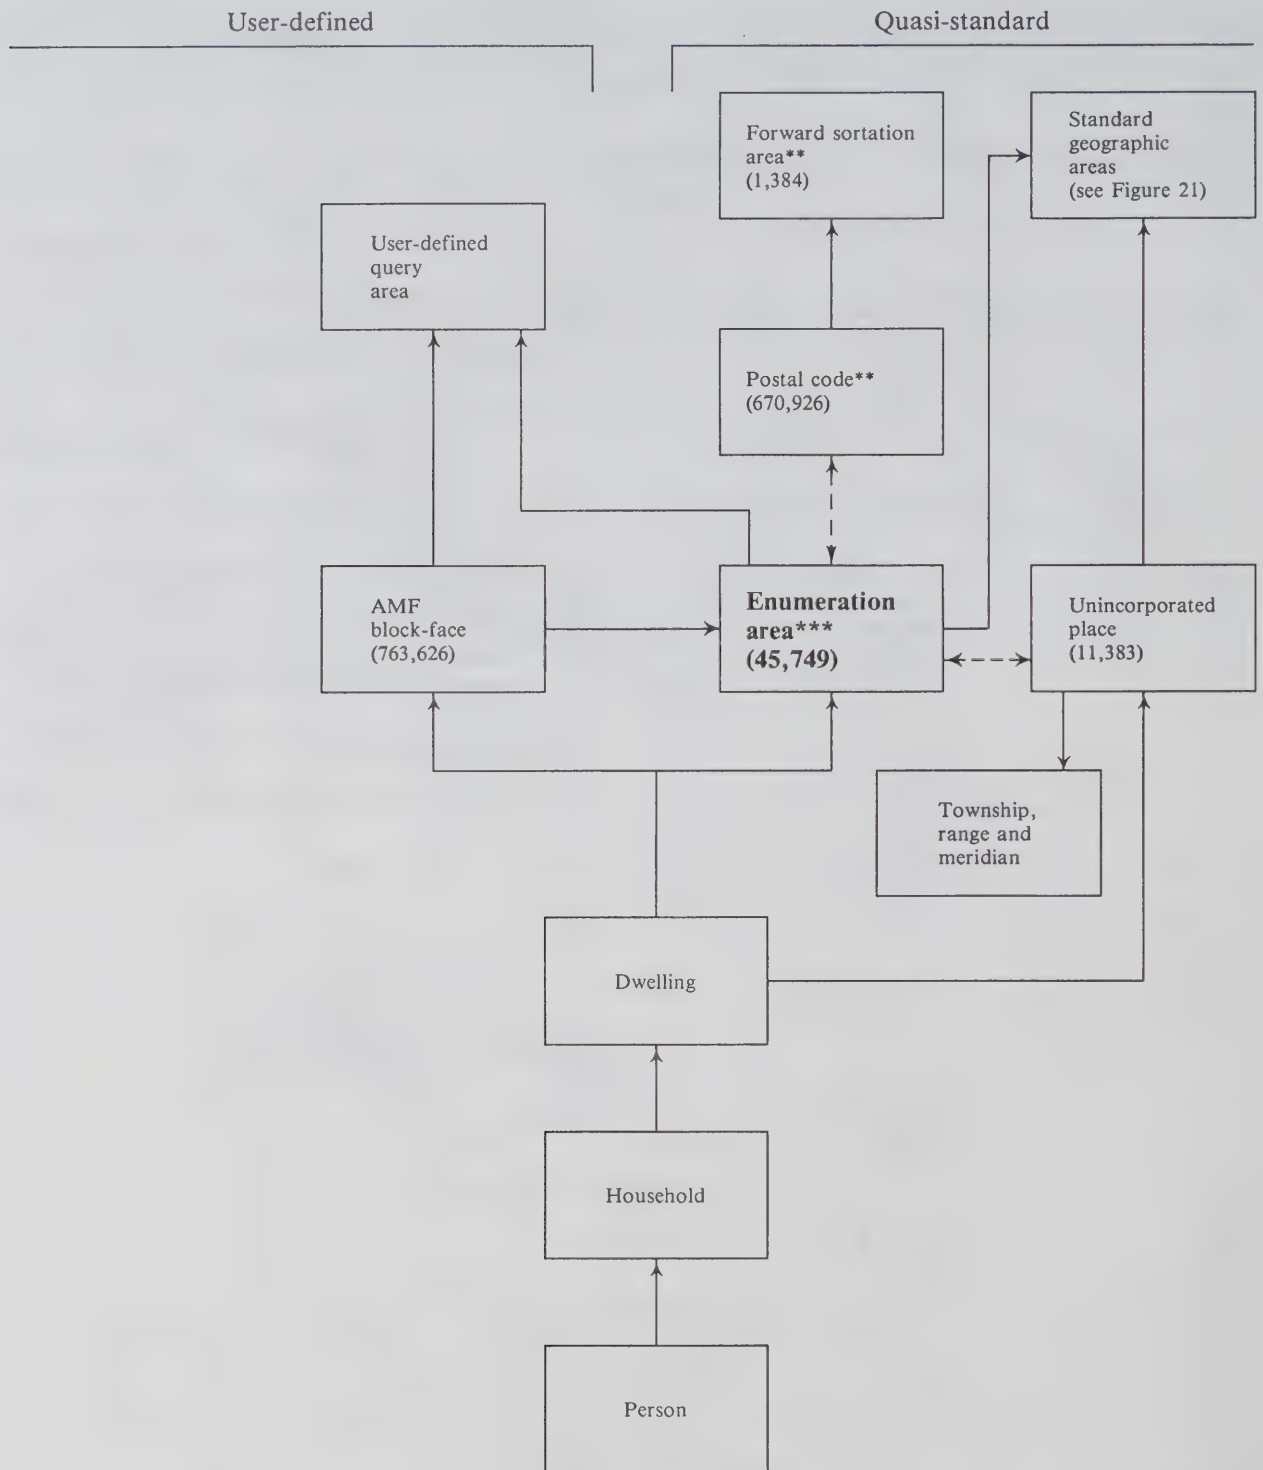 User-defined
Quasi-standard
Forward sortation
area**
(1,384)
Standard
geographic
areas
(see Figure 21)
User-defined
query
area
Postal code**
(670,926)
AMF
block-face
(763,626)
Enumeration
area***
(45,749)
Unincorporated
place
(11,383)
Township,
range and
meridian
Dwelling
Household
Person